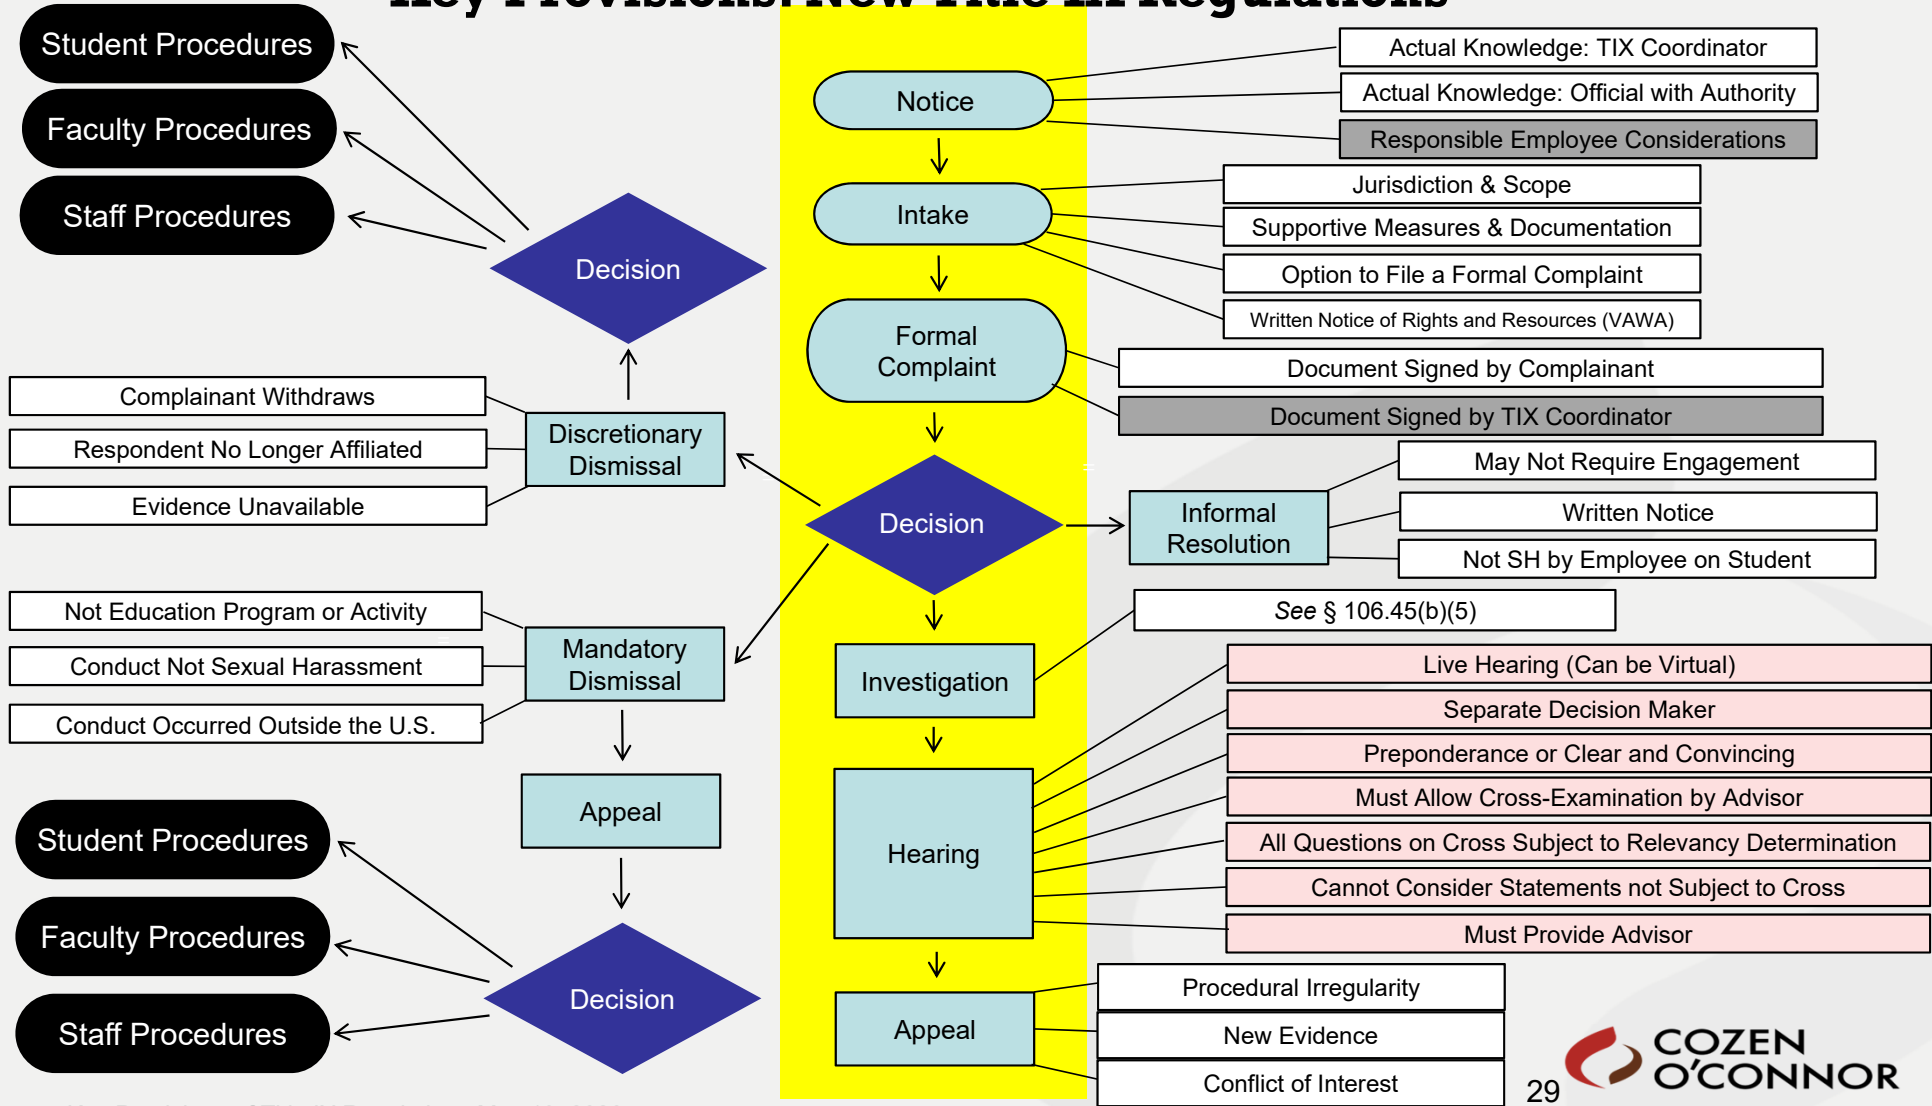 Key Provisions: New Title IX Regulations
Student Procedures
Faculty Procedures
Staff Procedures
Decision
Complainant Withdraws
Respondent No Longer Affiliated
Evidence Unavailable
Discretionary
Dismissal
Not Education Program or Activity
Conduct Not Sexual Harassment
Conduct Occurred Outside the U.S.
Mandatory
Dismissal
Appeal
Student Procedures
Faculty Procedures
Staff Procedures
Decision
Notice
Actual Knowledge: TIX Coordinator
Actual Knowledge: Official with Authority
Responsible Employee Considerations
Intake
Jurisdiction & Scope
Supportive Measures & Documentation
Option to File a Formal Complaint
Written Notice of Rights and Resources (VAWA)
Formal
Complaint
Document Signed by Complainant
Document Signed by TIX Coordinator
Decision
Informal
Resolution
May Not Require Engagement
Written Notice
Not SH by Employee on Student
Investigation
See § 106.45(b)(5)
Hearing
Live Hearing (Can be Virtual)
Separate Decision Maker
Preponderance or Clear and Convincing
Must Allow Cross-Examination by Advisor
All Questions on Cross Subject to Relevancy Determination
Cannot Consider Statements not Subject to Cross
Must Provide Advisor
Appeal
Procedural Irregularity
New Evidence
Conflict of Interest
29
COZEN
O'CONNOR